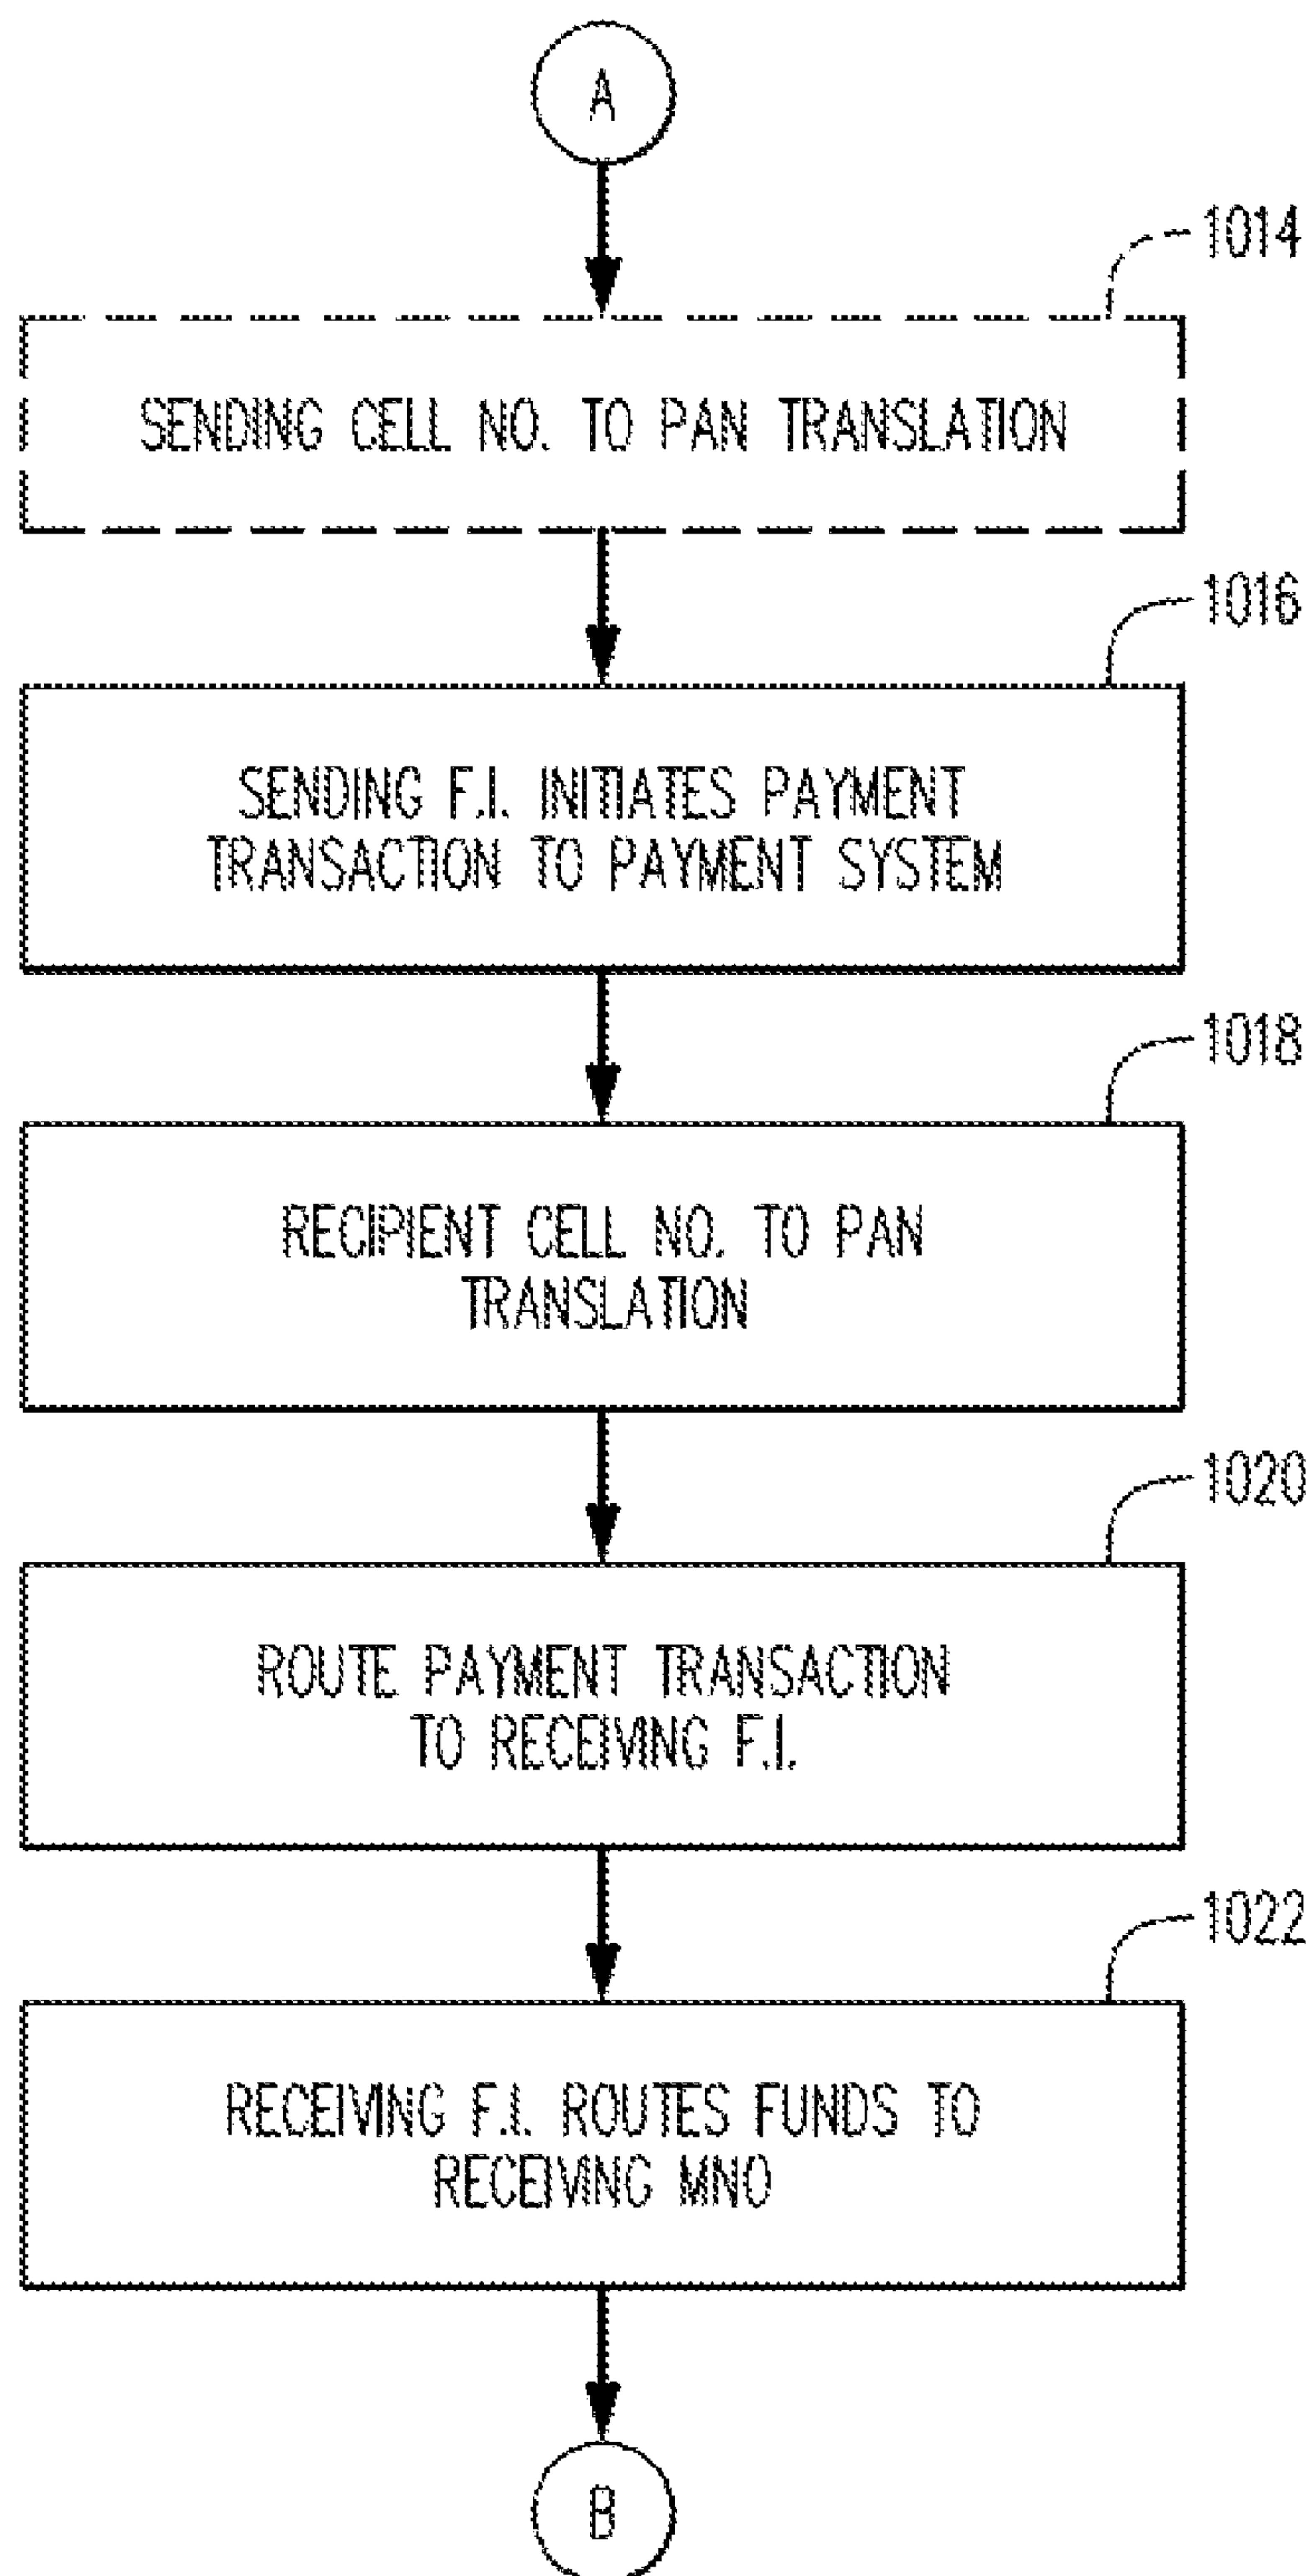 A
1014
SENDING CELL NO. TO PAN TRANSLATION
1016
SENDING F.I. INITIATES PAYMENT
TRANSACTION TO PAYMENT SYSTEM
1018
RECIPIENT CELL NO. TO PAN
TRANSLATION
1020
ROUTE PAYMENT TRANSACTION
TO RECEIVING F.I.
1022
RECEIVING F.I. ROUTES FUNDS TO
RECEIVING MNO
B